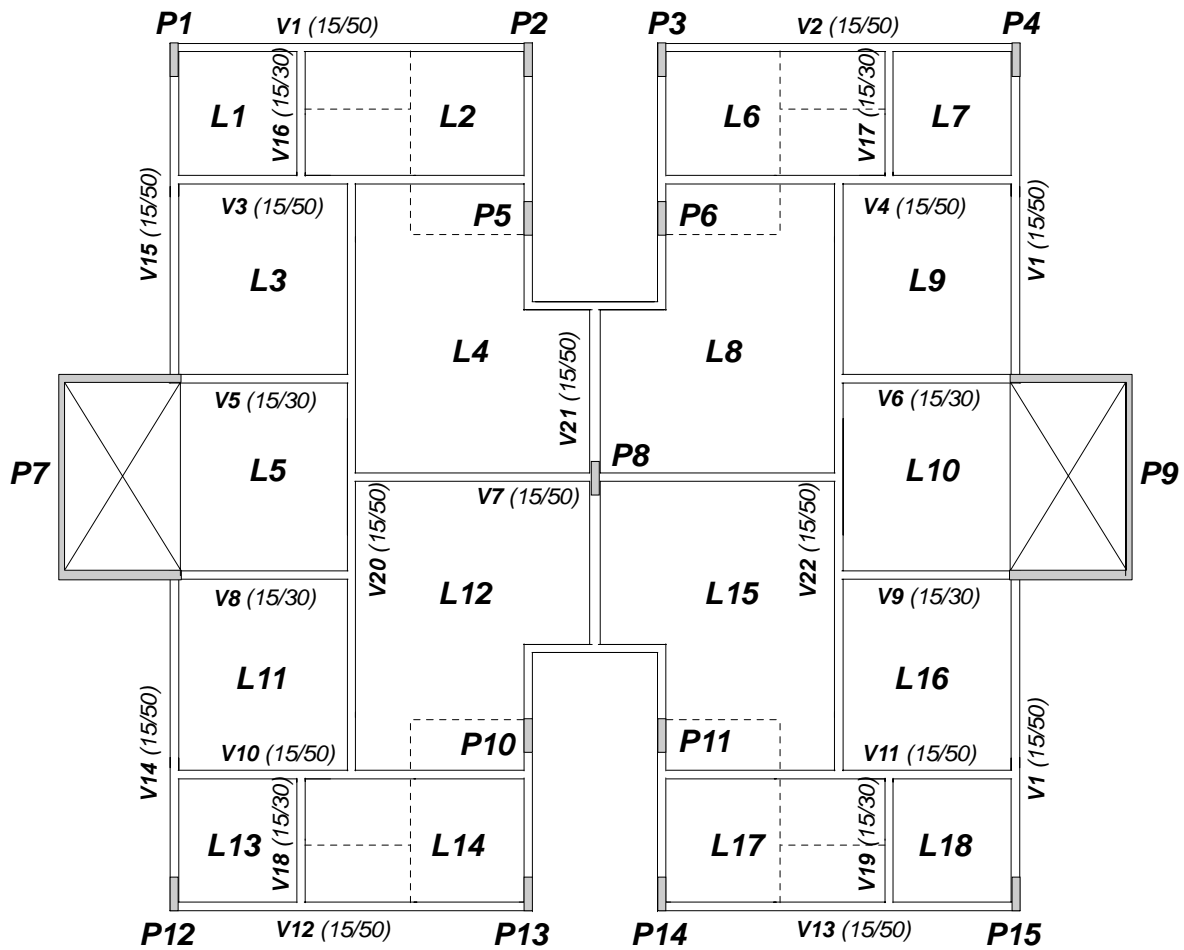 P1 V1 (15/50) P2 P3 V2 (15/50) P4
L1 V16 (15/30) L2 L6 V17 (15/30) L7
V15 (15/50) V3 (15/50) P5 P6 V4 (15/50) V1 (15/50)
L3 L9
L4 V21 (15/50) L8
V5 (15/30) V6 (15/30)
P7 L5 P8 L10 P9
V7 (15/50)
V20 (15/50) V22 (15/50)
V8 (15/30) L12 L15 V9 (15/30)
L11 L16
V14 (15/50) V10 (15/50) P10 P11 V11 (15/50) V1 (15/50)
L13 V18 (15/30) L14 L17 V19 (15/30) L18
P12 V12 (15/50) P13 P14 V13 (15/50) P15